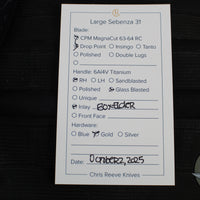 Large Sebenza 31
Blade:
CPM MagnaCut 63-64 RC
Drop Point Insingo Tanto
Polished Double Lugs
Handle: 6Al4V Titanium
RH LH Sandblasted
Polished Glass Blasted
Unique
Inlay Box Elder
Front Face
Hardware:
Blue Gold Silver
Date: 2, 2025
Chris Reeve Knives